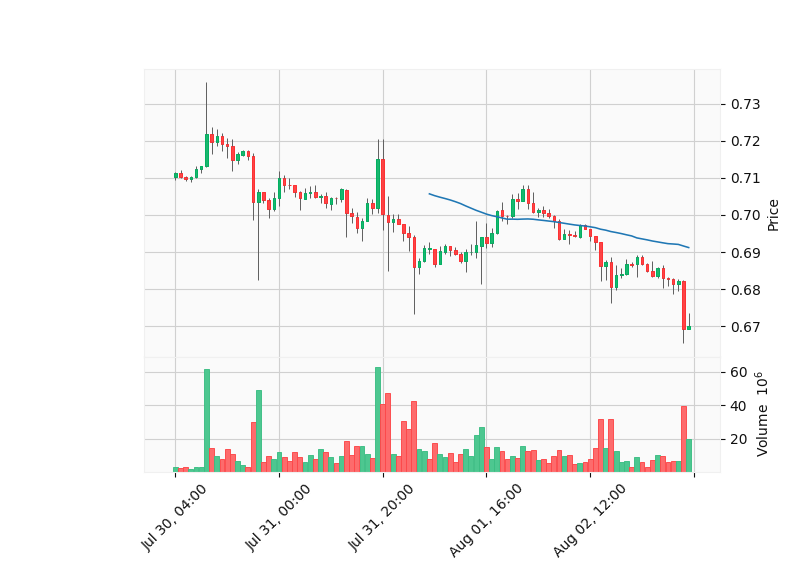 0.73
0.72
0.71
0.70
0.69
0.68
0.67
Price
60
40
20
Volume 10^6
Jul 30, 04:00
Jul 31, 00:00
Jul 31, 20:00
Aug 01, 16:00
Aug 02, 12:00